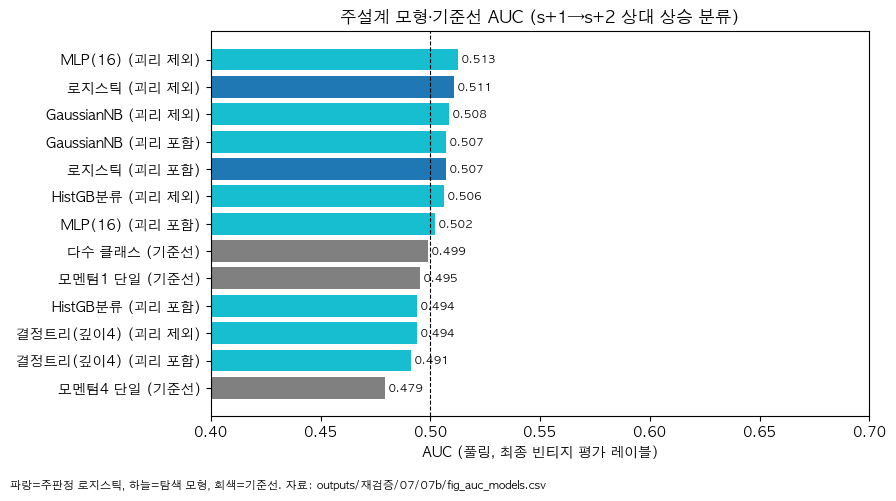 주설계 모형·기준선 AUC (s+1→s+2 상대 상승 분류)
MLP(16) (괴리 제외) 0.513
로지스틱 (괴리 제외) 0.511
GaussianNB (괴리 제외) 0.508
GaussianNB (괴리 포함) 0.507
로지스틱 (괴리 포함) 0.507
HistGB분류 (괴리 제외) 0.506
MLP(16) (괴리 포함) 0.502
다수 클래스 (기준선) 0.499
모멘텀1 단일 (기준선) 0.495
HistGB분류 (괴리 포함) 0.494
결정트리(깊이4) (괴리 제외) 0.494
결정트리(깊이4) (괴리 포함) 0.491
모멘텀4 단일 (기준선) 0.479
0.40 0.45 0.50 0.55 0.60 0.65 0.70
AUC (풀링, 최종 빈티지 평가 레이블)
파랑=주판정 로지스틱, 하늘=탐색 모형, 회색=기준선. 자료: outputs/재검증/07/07b/fig_auc_models.csv